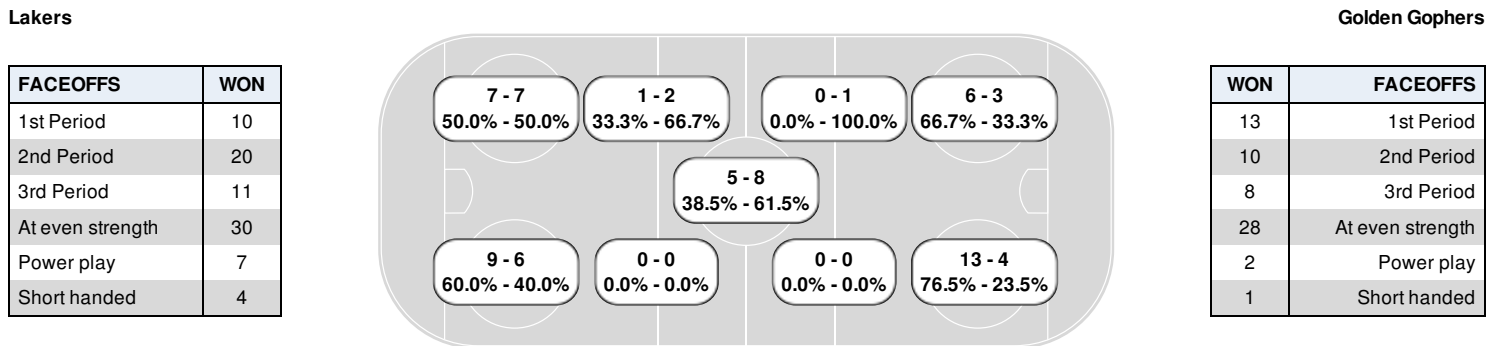 Lakers
Golden Gophers
FACEOFFS WON
1st Period 10
2nd Period 20
3rd Period 11
At even strength 30
Power play 7
Short handed 4
7 - 7
50.0% - 50.0%
1 - 2
33.3% - 66.7%
0 - 1
0.0% - 100.0%
6 - 3
66.7% - 33.3%
5 - 8
38.5% - 61.5%
9 - 6
60.0% - 40.0%
0 - 0
0.0% - 0.0%
0 - 0
0.0% - 0.0%
13 - 4
76.5% - 23.5%
WON FACEOFFS
13 1st Period
10 2nd Period
8 3rd Period
28 At even strength
2 Power play
1 Short handed